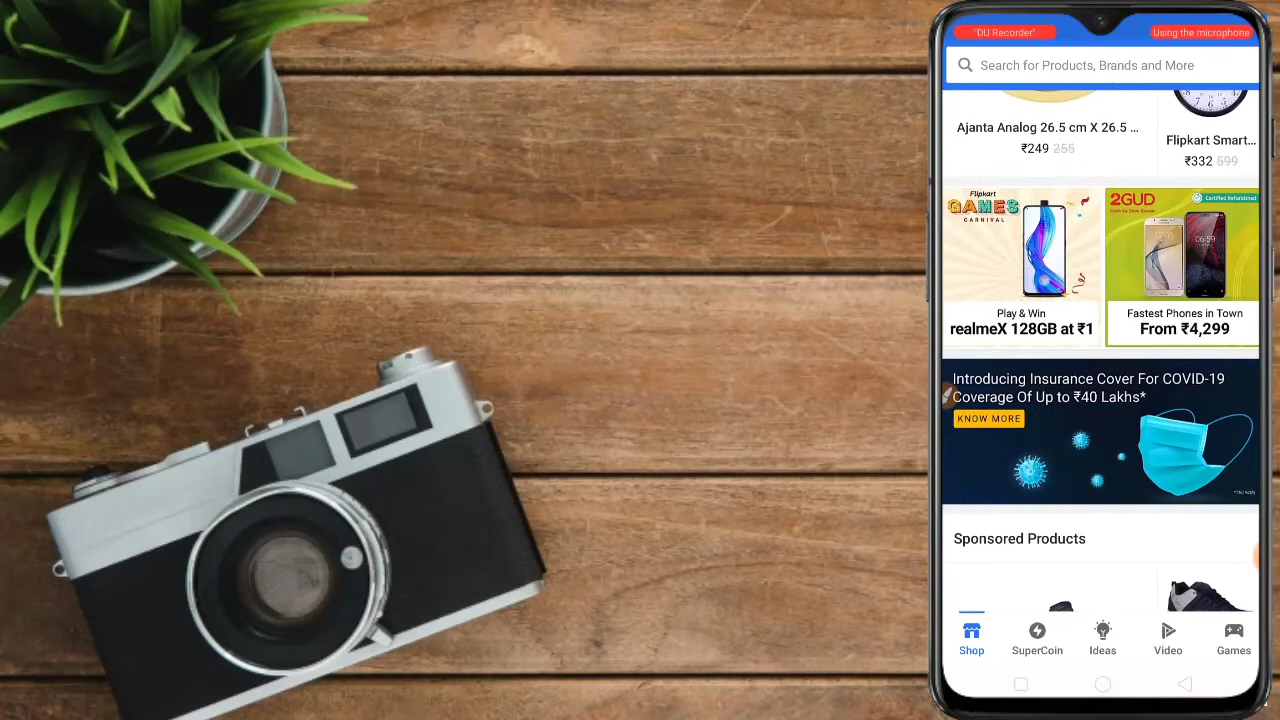 "DU Recorder"
Using the microphone
Search for Products, Brands and More
Ajanta Analog 26.5 cm X 26.5 ...
₹249 255
Flipkart Smart...
₹332 599
Flipkart
GAMES
CARNIVAL
Play & Win
realmeX 128GB at ₹1
2GUD
Certified Refurbished
06:59
Fastest Phones in Town
From ₹4,299
Introducing Insurance Cover For COVID-19
Coverage Of Up to ₹40 Lakhs*
KNOW MORE
*T&C Apply
Sponsored Products
Shop
SuperCoin
Ideas
Video
Games